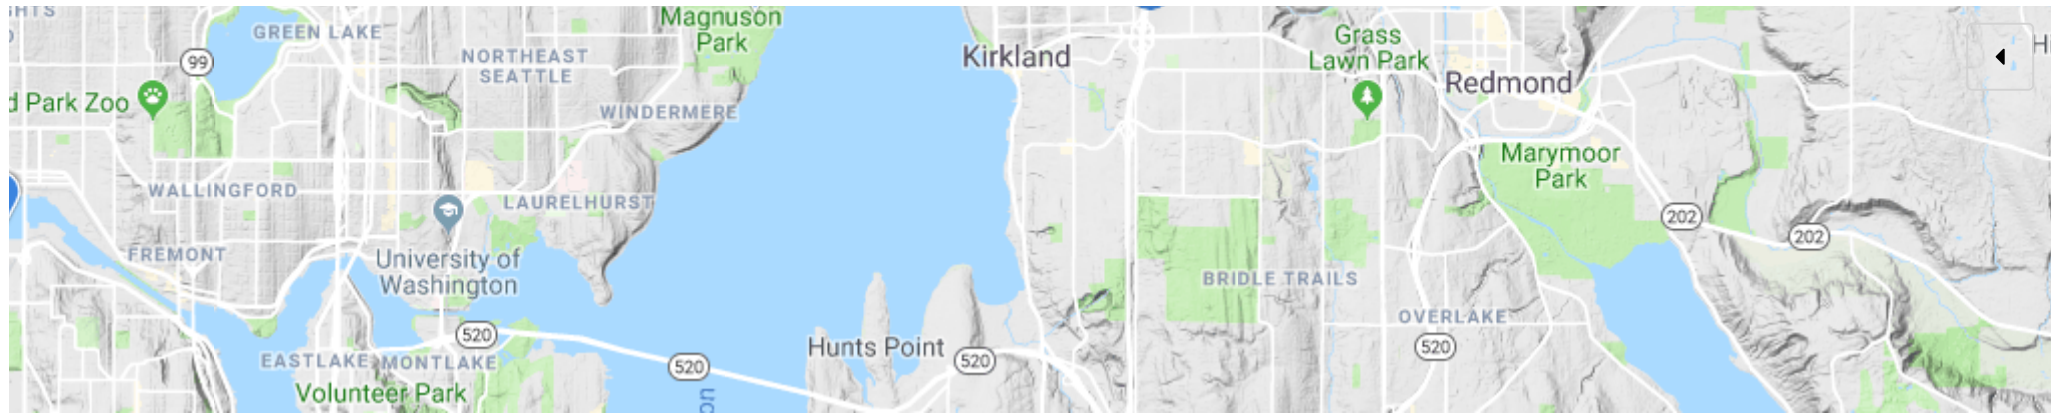 GREEN LAKE
99
NORTHEAST
SEATTLE
Magnuson
Park
Kirkland
Grass
Lawn Park
Redmond
d Park Zoo
WINDERMERE
WALLINGFORD
LAURELHURST
Marymoor
Park
202
202
FREMONT
University of
Washington
BRIDLE TRAILS
OVERLAKE
520
520
520
520
Hunts Point
EASTLAKE
MONTLAKE
Volunteer Park
on